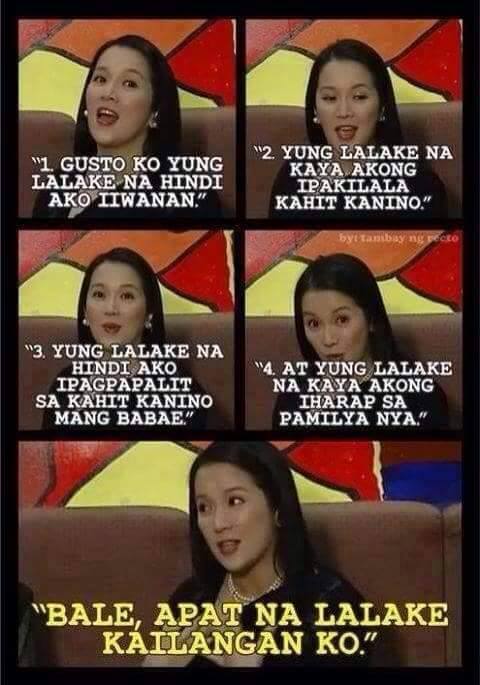 "1. GUSTO KO YUNG
LALAKE NA HINDI
AKO IIWANAN."
"2. YUNG LALAKE NA
KAYA AKONG
IPAKILALA
KAHIT KANINO."
by: tambay ng recto
"3. YUNG LALAKE NA
HINDI AKO
IPAGPAPALIT
SA KAHIT KANINO
MANG BABAE."
"4. AT YUNG LALAKE
NA KAYA AKONG
IHARAP SA
PAMILYA NYA."
"BALE, APAT NA LALAKE
KAILANGAN KO."